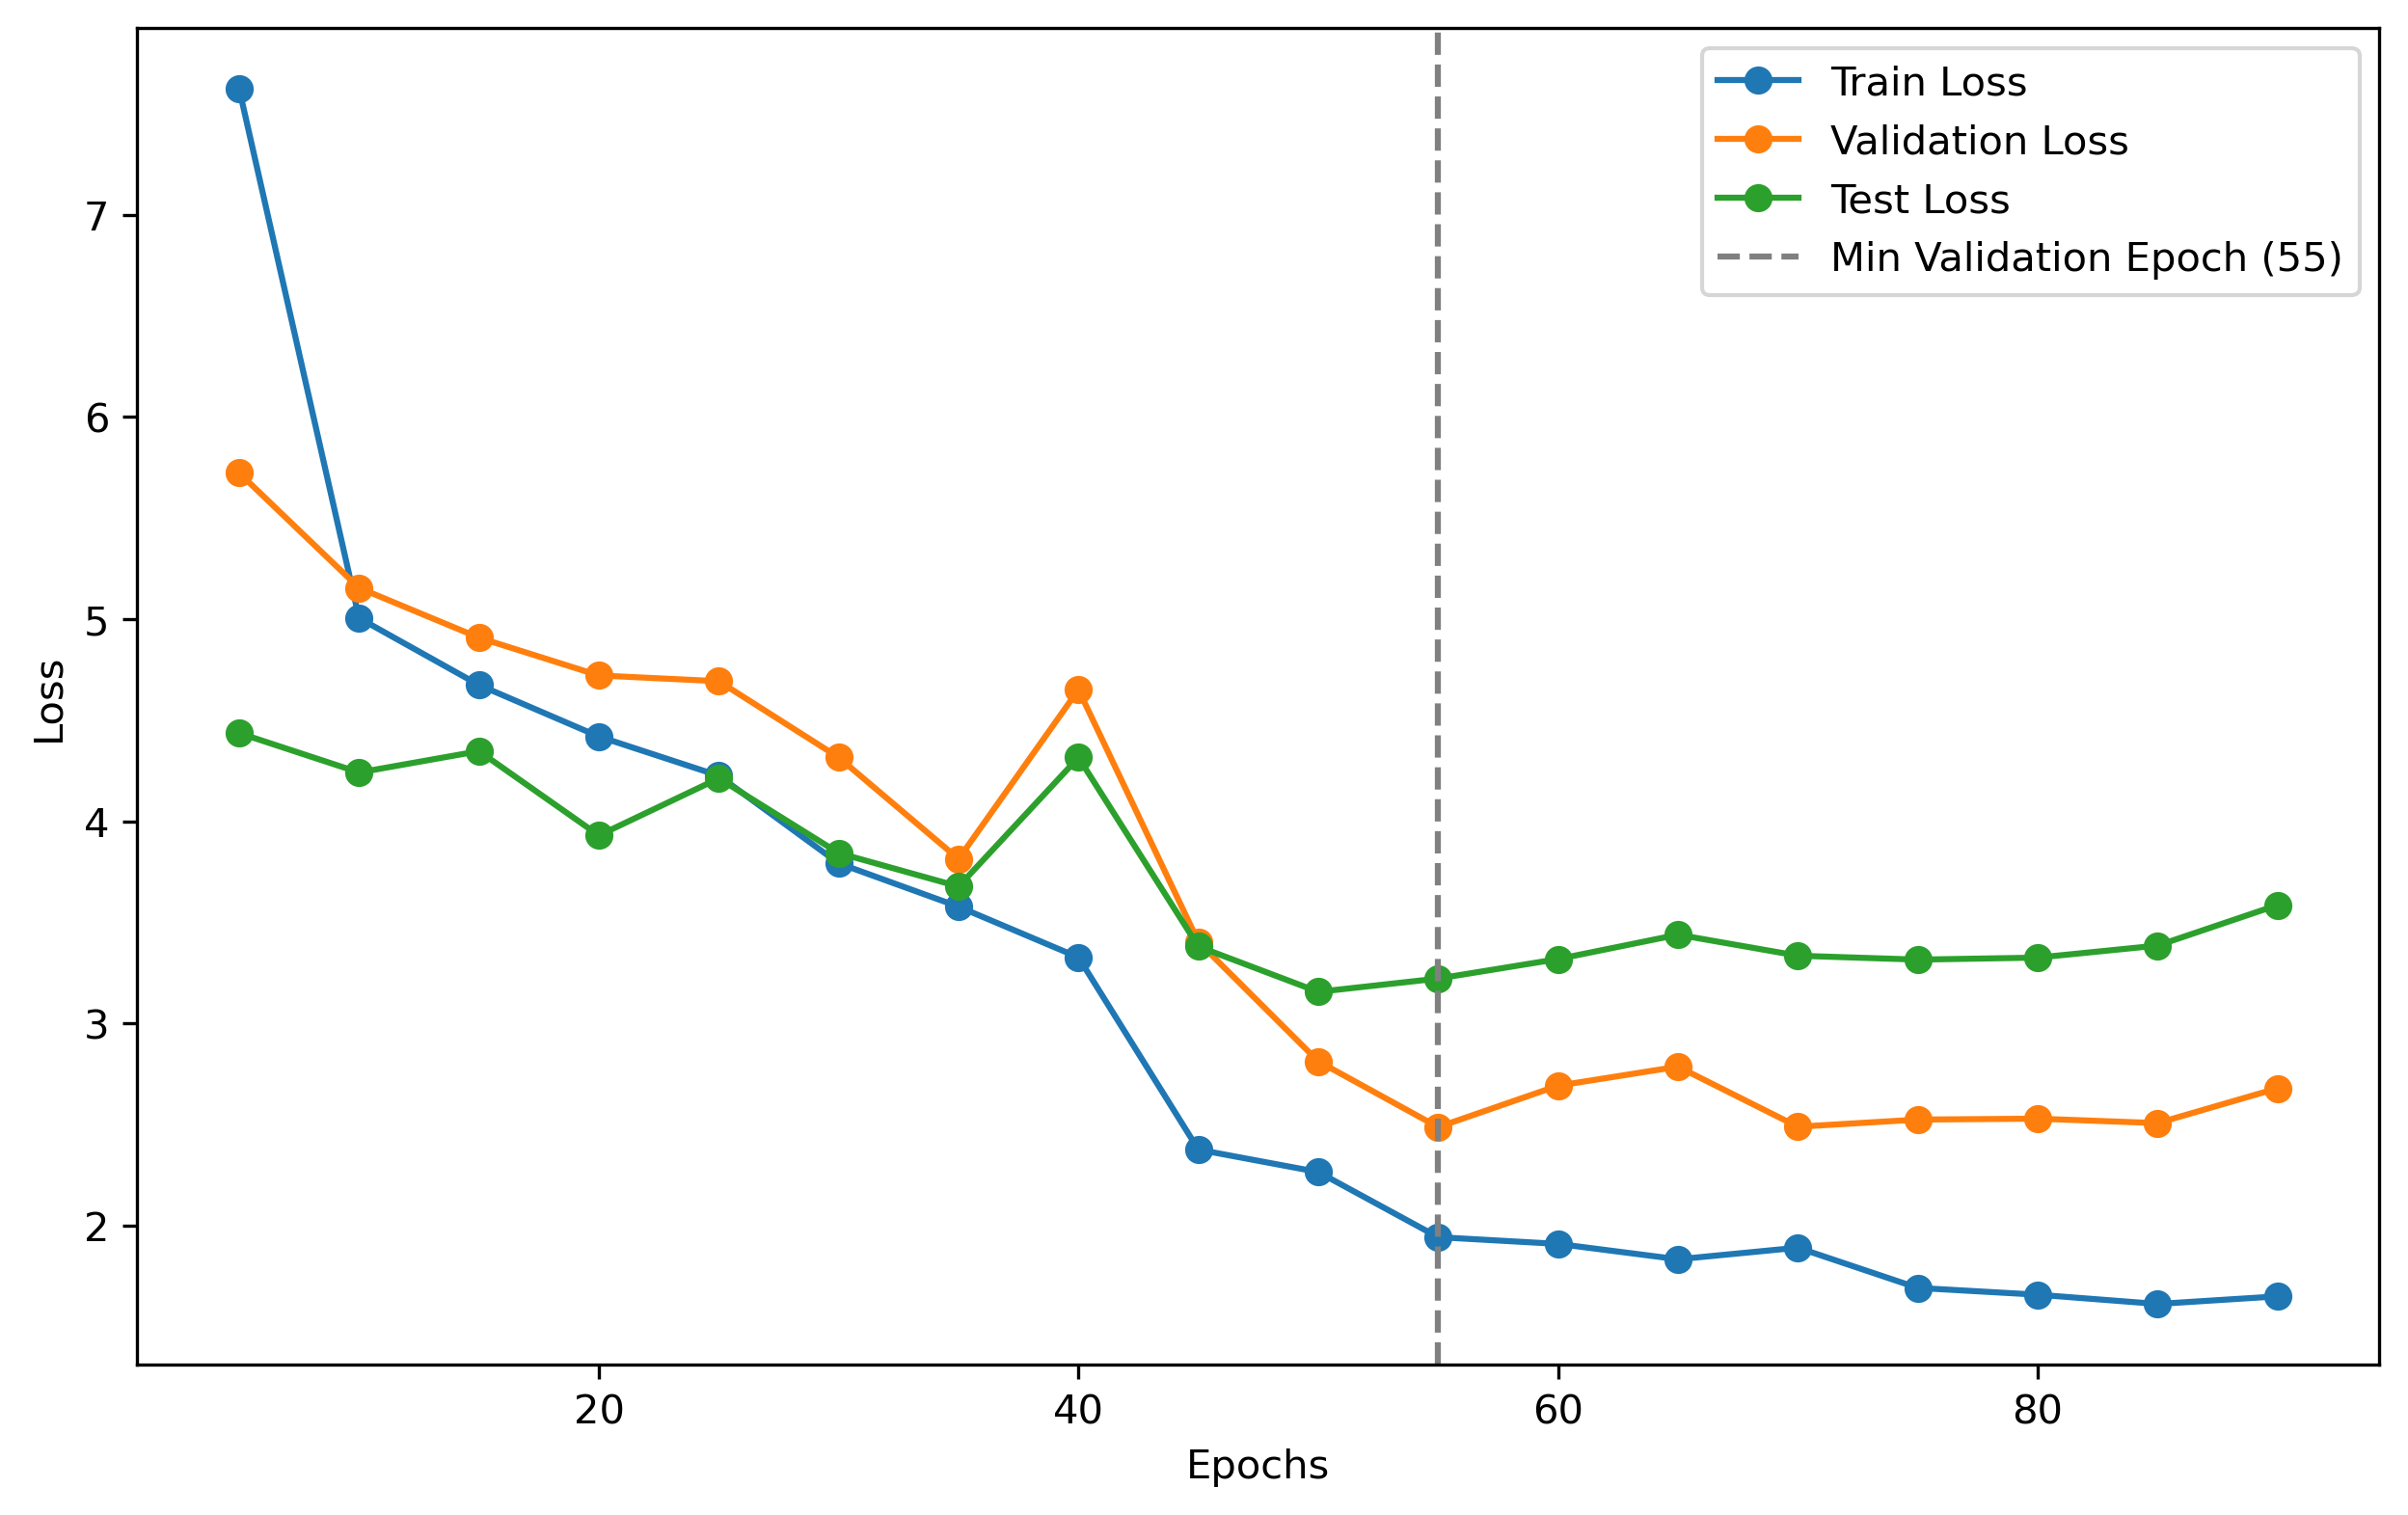 Train Loss
Validation Loss
Test Loss
Min Validation Epoch (55)
7
6
5
4
3
2
Loss
20 40 60 80
Epochs